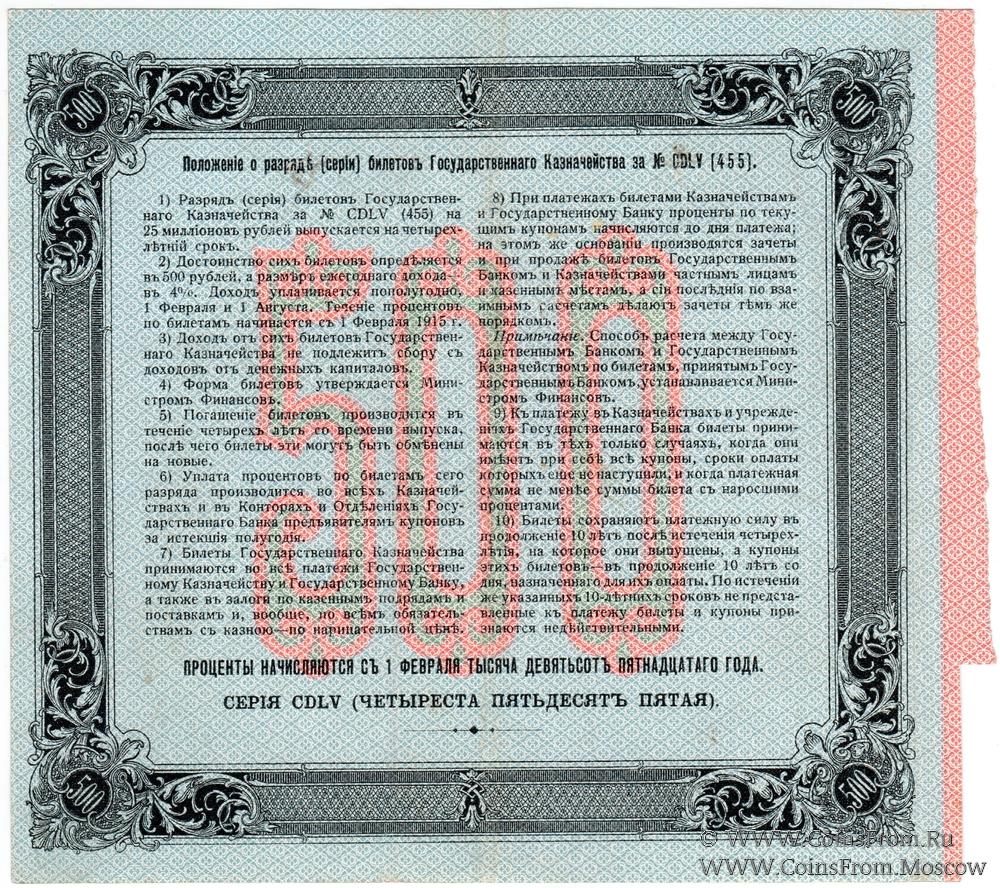 500
500
Положеніе о разрядѣ (серіи) билетовъ Государственнаго Казначейства за № CDLV (455).
1) Разрядъ (серія) билетовъ Государствен-
наго Казначейства за № CDLV (455) на
25 милліоновъ рублей выпускается на четырех-
лѣтній срокъ.
2) Достоинство сихъ билетовъ опредѣляется
въ 500 рублей, а размѣръ ежегоднаго дохода-
въ 4%. Доходъ уплачивается пополугодно,
1 Февраля и 1 Августа. Теченіе процентовъ
по билетамъ начинается съ 1 Февраля 1915 г.
3) Доходъ отъ сихъ билетовъ Государствен-
наго Казначейства не подлежитъ сбору съ
доходовъ отъ денежныхъ капиталовъ.
4) Форма билетовъ утверждается Мини-
стромъ Финансовъ.
5) Погашеніе билетовъ производится въ
теченіе четырехъ лѣтъ со времени выпуска,
послѣ чего билеты эти могутъ быть обмѣнены
на новые.
6) Уплата процентовъ по билетамъ сего
разряда производится во всѣхъ Казначей-
ствахъ и въ Конторахъ и Отдѣленіяхъ Госу-
дарственнаго Банка предъявителямъ купоновъ
за истекшія полугодія.
7) Билеты Государственнаго Казначейства
принимаются во всѣ платежи Государствен-
ному Казначейству и Государственному Банку,
а также въ залоги по казеннымъ подрядамъ и
поставкамъ и, вообще, по всѣмъ обязатель-
ствамъ съ казною—по нарицательной цѣнѣ.
8) При платежахъ билетами Казначействамъ
и Государственному Банку проценты по теку-
щимъ купонамъ исчисляются до дня платежа;
на этомъ же основаніи производятся зачеты
и при продажѣ билетовъ Государственнымъ
Банкомъ и Казначействами частнымъ лицамъ
и казеннымъ мѣстамъ, а сіи послѣднія по вза-
имнымъ расчетамъ дѣлаютъ зачеты тѣмъ же
порядкомъ.
Примѣчаніе. Способъ расчета между Госу-
дарственнымъ Банкомъ и Государственнымъ
Казначействомъ по билетамъ, принятымъ Госу-
дарственнымъ Банкомъ, устанавливается Мини-
стромъ Финансовъ.
9) Къ платежу въ Казначействахъ и учрежде-
ніяхъ Государственнаго Банка билеты прини-
маются въ тѣхъ только случаяхъ, когда они
имѣютъ при себѣ всѣ купоны, сроки оплаты
которыхъ еще не наступили, и когда платежная
сумма не менѣе суммы билета съ наросшими
процентами.
10) Билеты сохраняютъ платежную силу въ
продолженіе 10 лѣтъ послѣ истеченія четырех-
лѣтія, на которое они выпущены, а купоны
этихъ билетовъ—въ продолженіе 10 лѣтъ со
дня, назначеннаго для ихъ оплаты. По истеченіи
же указанныхъ 10-лѣтнихъ сроковъ не предста-
вленные къ платежу билеты и купоны при-
знаются недѣйствительными.
500
ПРОЦЕНТЫ НАЧИСЛЯЮТСЯ СЪ 1 ФЕВРАЛЯ ТЫСЯЧА ДЕВЯТЬСОТЪ ПЯТНАДЦАТАГО ГОДА.
СЕРІЯ CDLV (ЧЕТЫРЕСТА ПЯТЬДЕСЯТЪ ПЯТАЯ).
500
500
© WWW.CoinsFrom.Ru
WWW.CoinsFrom.Moscow